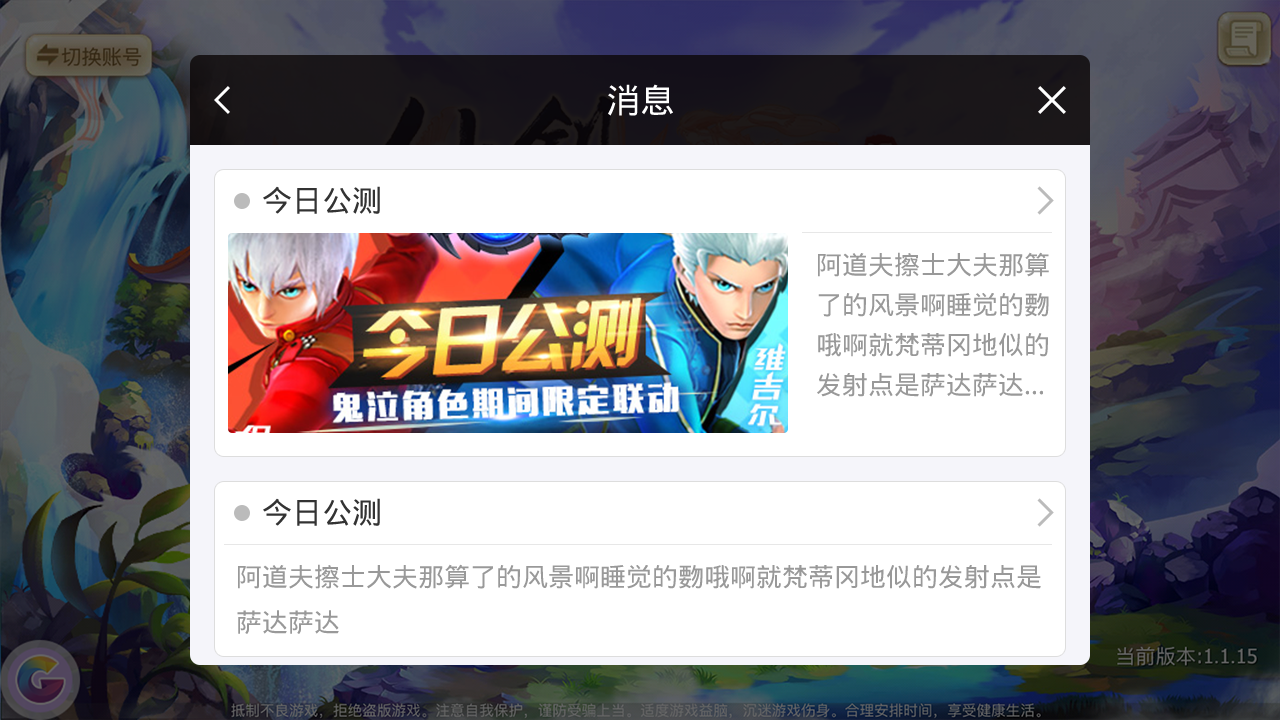 切换账号
消息
今日公测
今日公测
鬼泣角色期间限定联动
维吉尔
阿道夫擦士大夫那算
了的风景啊睡觉的覅
哦啊就梵蒂冈地似的
发射点是萨达萨达...
今日公测
阿道夫擦士大夫那算了的风景啊睡觉的覅哦啊就梵蒂冈地似的发射点是
萨达萨达
当前版本:1.1.15
抵制不良游戏，拒绝盗版游戏。注意自我保护，谨防受骗上当。适度游戏益脑，沉迷游戏伤身。合理安排时间，享受健康生活。